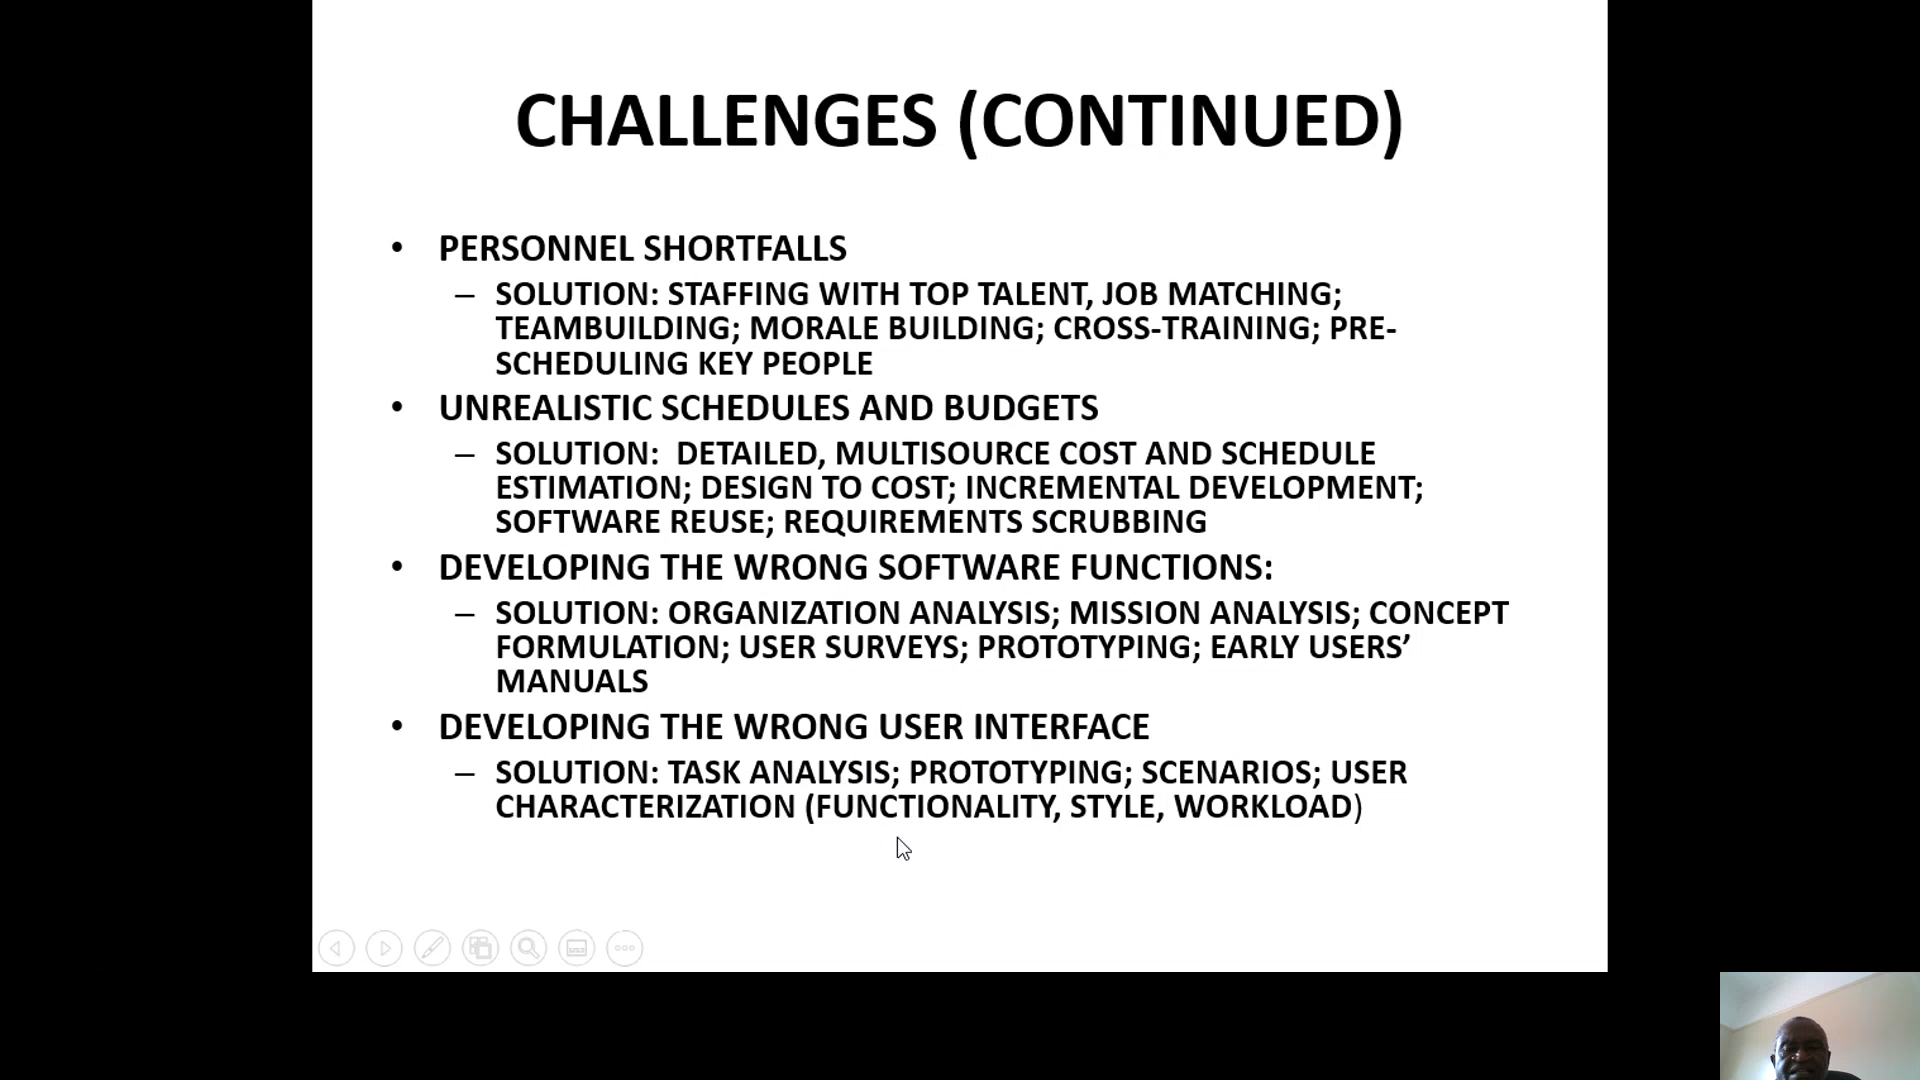 CHALLENGES (CONTINUED)
• PERSONNEL SHORTFALLS
– SOLUTION: STAFFING WITH TOP TALENT, JOB MATCHING;
TEAMBUILDING; MORALE BUILDING; CROSS-TRAINING; PRE-
SCHEDULING KEY PEOPLE
• UNREALISTIC SCHEDULES AND BUDGETS
– SOLUTION:  DETAILED, MULTISOURCE COST AND SCHEDULE
ESTIMATION; DESIGN TO COST; INCREMENTAL DEVELOPMENT;
SOFTWARE REUSE; REQUIREMENTS SCRUBBING
• DEVELOPING THE WRONG SOFTWARE FUNCTIONS:
– SOLUTION: ORGANIZATION ANALYSIS; MISSION ANALYSIS; CONCEPT
FORMULATION; USER SURVEYS; PROTOTYPING; EARLY USERS’
MANUALS
• DEVELOPING THE WRONG USER INTERFACE
– SOLUTION: TASK ANALYSIS; PROTOTYPING; SCENARIOS; USER
CHARACTERIZATION (FUNCTIONALITY, STYLE, WORKLOAD)